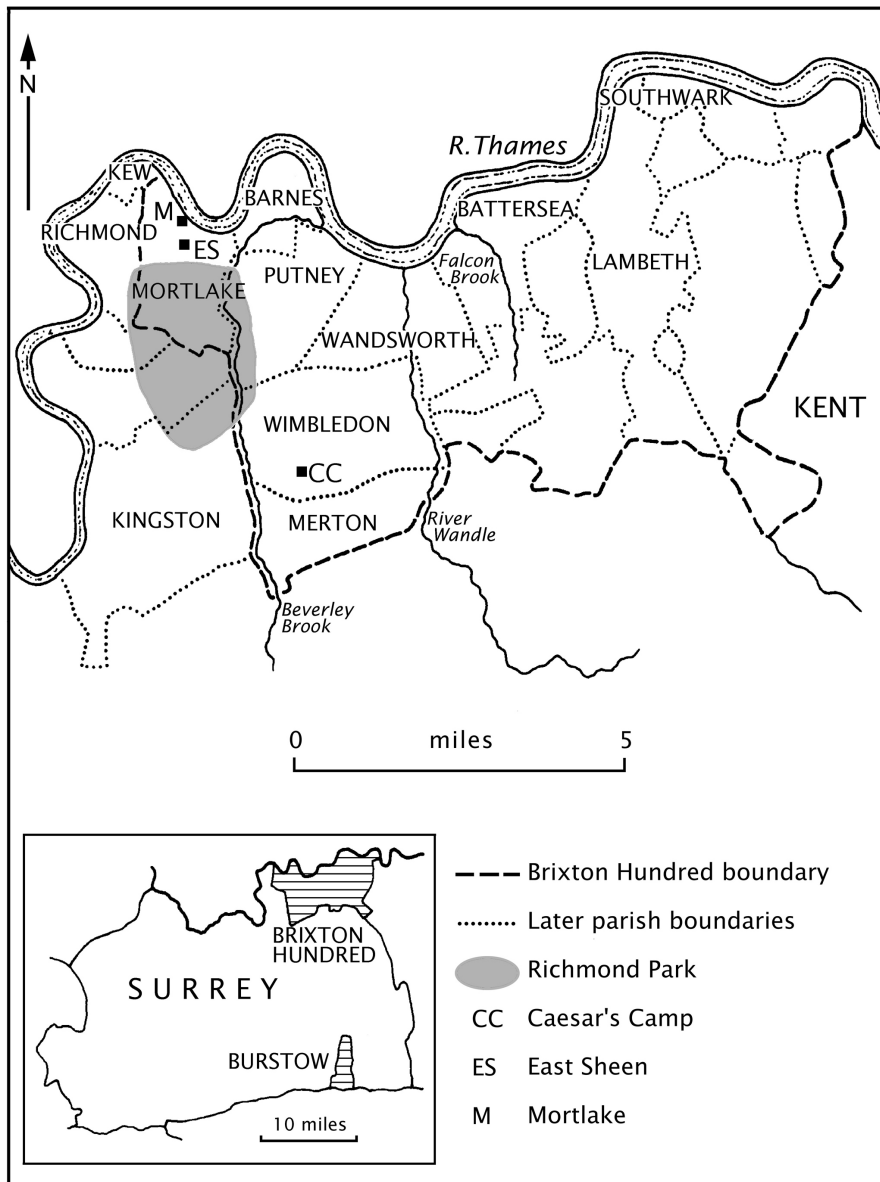 N
SOUTHWARK
R.Thames
KEW
BARNES
M
BATTERSEA
RICHMOND
ES
PUTNEY
Falcon
Brook
LAMBETH
MORTLAKE
WANDSWORTH
KENT
WIMBLEDON
CC
KINGSTON
MERTON
River
Wandle
Beverley
Brook
0 miles 5
BRIXTON
HUNDRED
SURREY
BURSTOW
10 miles
Brixton Hundred boundary
Later parish boundaries
Richmond Park
CC Caesar's Camp
ES East Sheen
M Mortlake